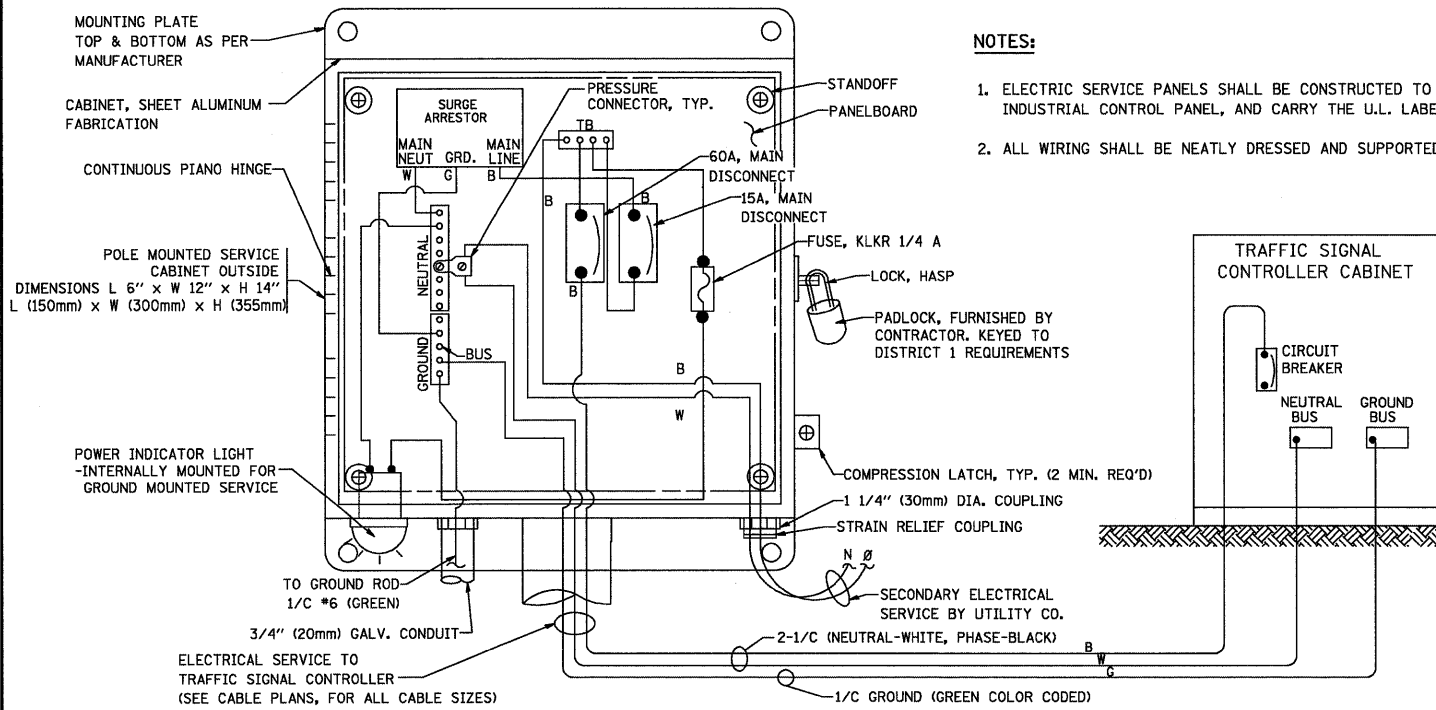 MOUNTING PLATE
TOP & BOTTOM AS PER
MANUFACTURER
CABINET, SHEET ALUMINUM
FABRICATION
CONTINUOUS PIANO HINGE
POLE MOUNTED SERVICE
CABINET OUTSIDE
DIMENSIONS L 6" x W 12" x H 14"
L (150mm) x W (300mm) x H (355mm)
POWER INDICATOR LIGHT
-INTERNALLY MOUNTED FOR
GROUND MOUNTED SERVICE
SURGE
ARRESTOR
MAIN
NEUT
GRD.
MAIN
LINE
W
G
B
PRESSURE
CONNECTOR, TYP.
TB
STANDOFF
PANELBOARD
60A, MAIN
DISCONNECT
B
B
15A, MAIN
DISCONNECT
B
FUSE, KLKR 1/4 A
LOCK, HASP
PADLOCK, FURNISHED BY
CONTRACTOR. KEYED TO
DISTRICT 1 REQUIREMENTS
NEUTRAL
GROUND
BUS
B
W
COMPRESSION LATCH, TYP. (2 MIN. REQ'D)
1 1/4" (30mm) DIA. COUPLING
STRAIN RELIEF COUPLING
N Ø
SECONDARY ELECTRICAL
SERVICE BY UTILITY CO.
TO GROUND ROD
1/C #6 (GREEN)
3/4" (20mm) GALV. CONDUIT
ELECTRICAL SERVICE TO
TRAFFIC SIGNAL CONTROLLER
(SEE CABLE PLANS, FOR ALL CABLE SIZES)
2-1/C (NEUTRAL-WHITE, PHASE-BLACK)
B
W
G
1/C GROUND (GREEN COLOR CODED)
NOTES:
1. ELECTRIC SERVICE PANELS SHALL BE CONSTRUCTED TO
INDUSTRIAL CONTROL PANEL, AND CARRY THE U.L. LABE
2. ALL WIRING SHALL BE NEATLY DRESSED AND SUPPORTED
TRAFFIC SIGNAL
CONTROLLER CABINET
CIRCUIT
BREAKER
NEUTRAL
BUS
GROUND
BUS